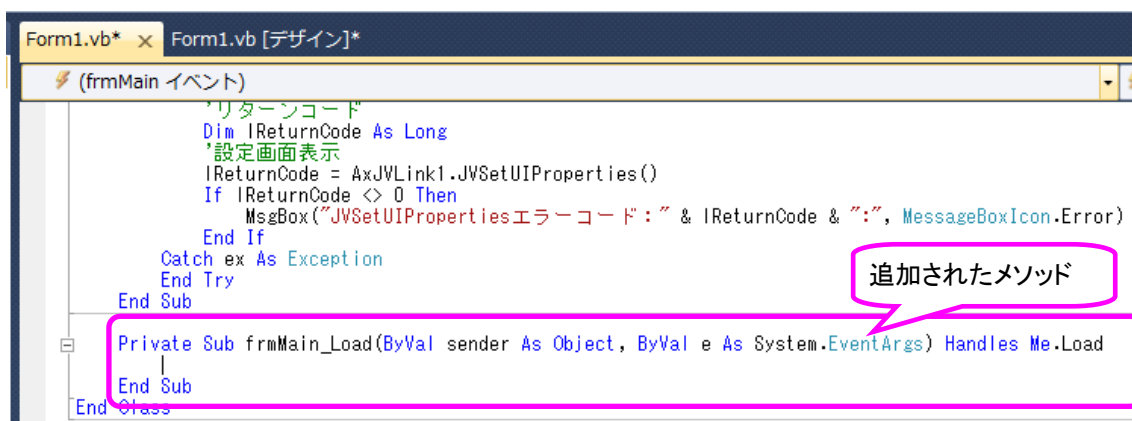 Form1.vb* × Form1.vb [デザイン]*
(frmMain イベント)
'リターンコード
Dim lReturnCode As Long
'設定画面表示
lReturnCode = AxJVLink1.JVSetUIProperties()
If lReturnCode <> 0 Then
MsgBox("JVSetUIPropertiesエラーコード：" & lReturnCode & ":", MessageBoxIcon.Error)
End If
Catch ex As Exception
End Try
End Sub
追加されたメソッド
Private Sub frmMain_Load(ByVal sender As Object, ByVal e As System.EventArgs) Handles Me.Load
End Sub
End Class